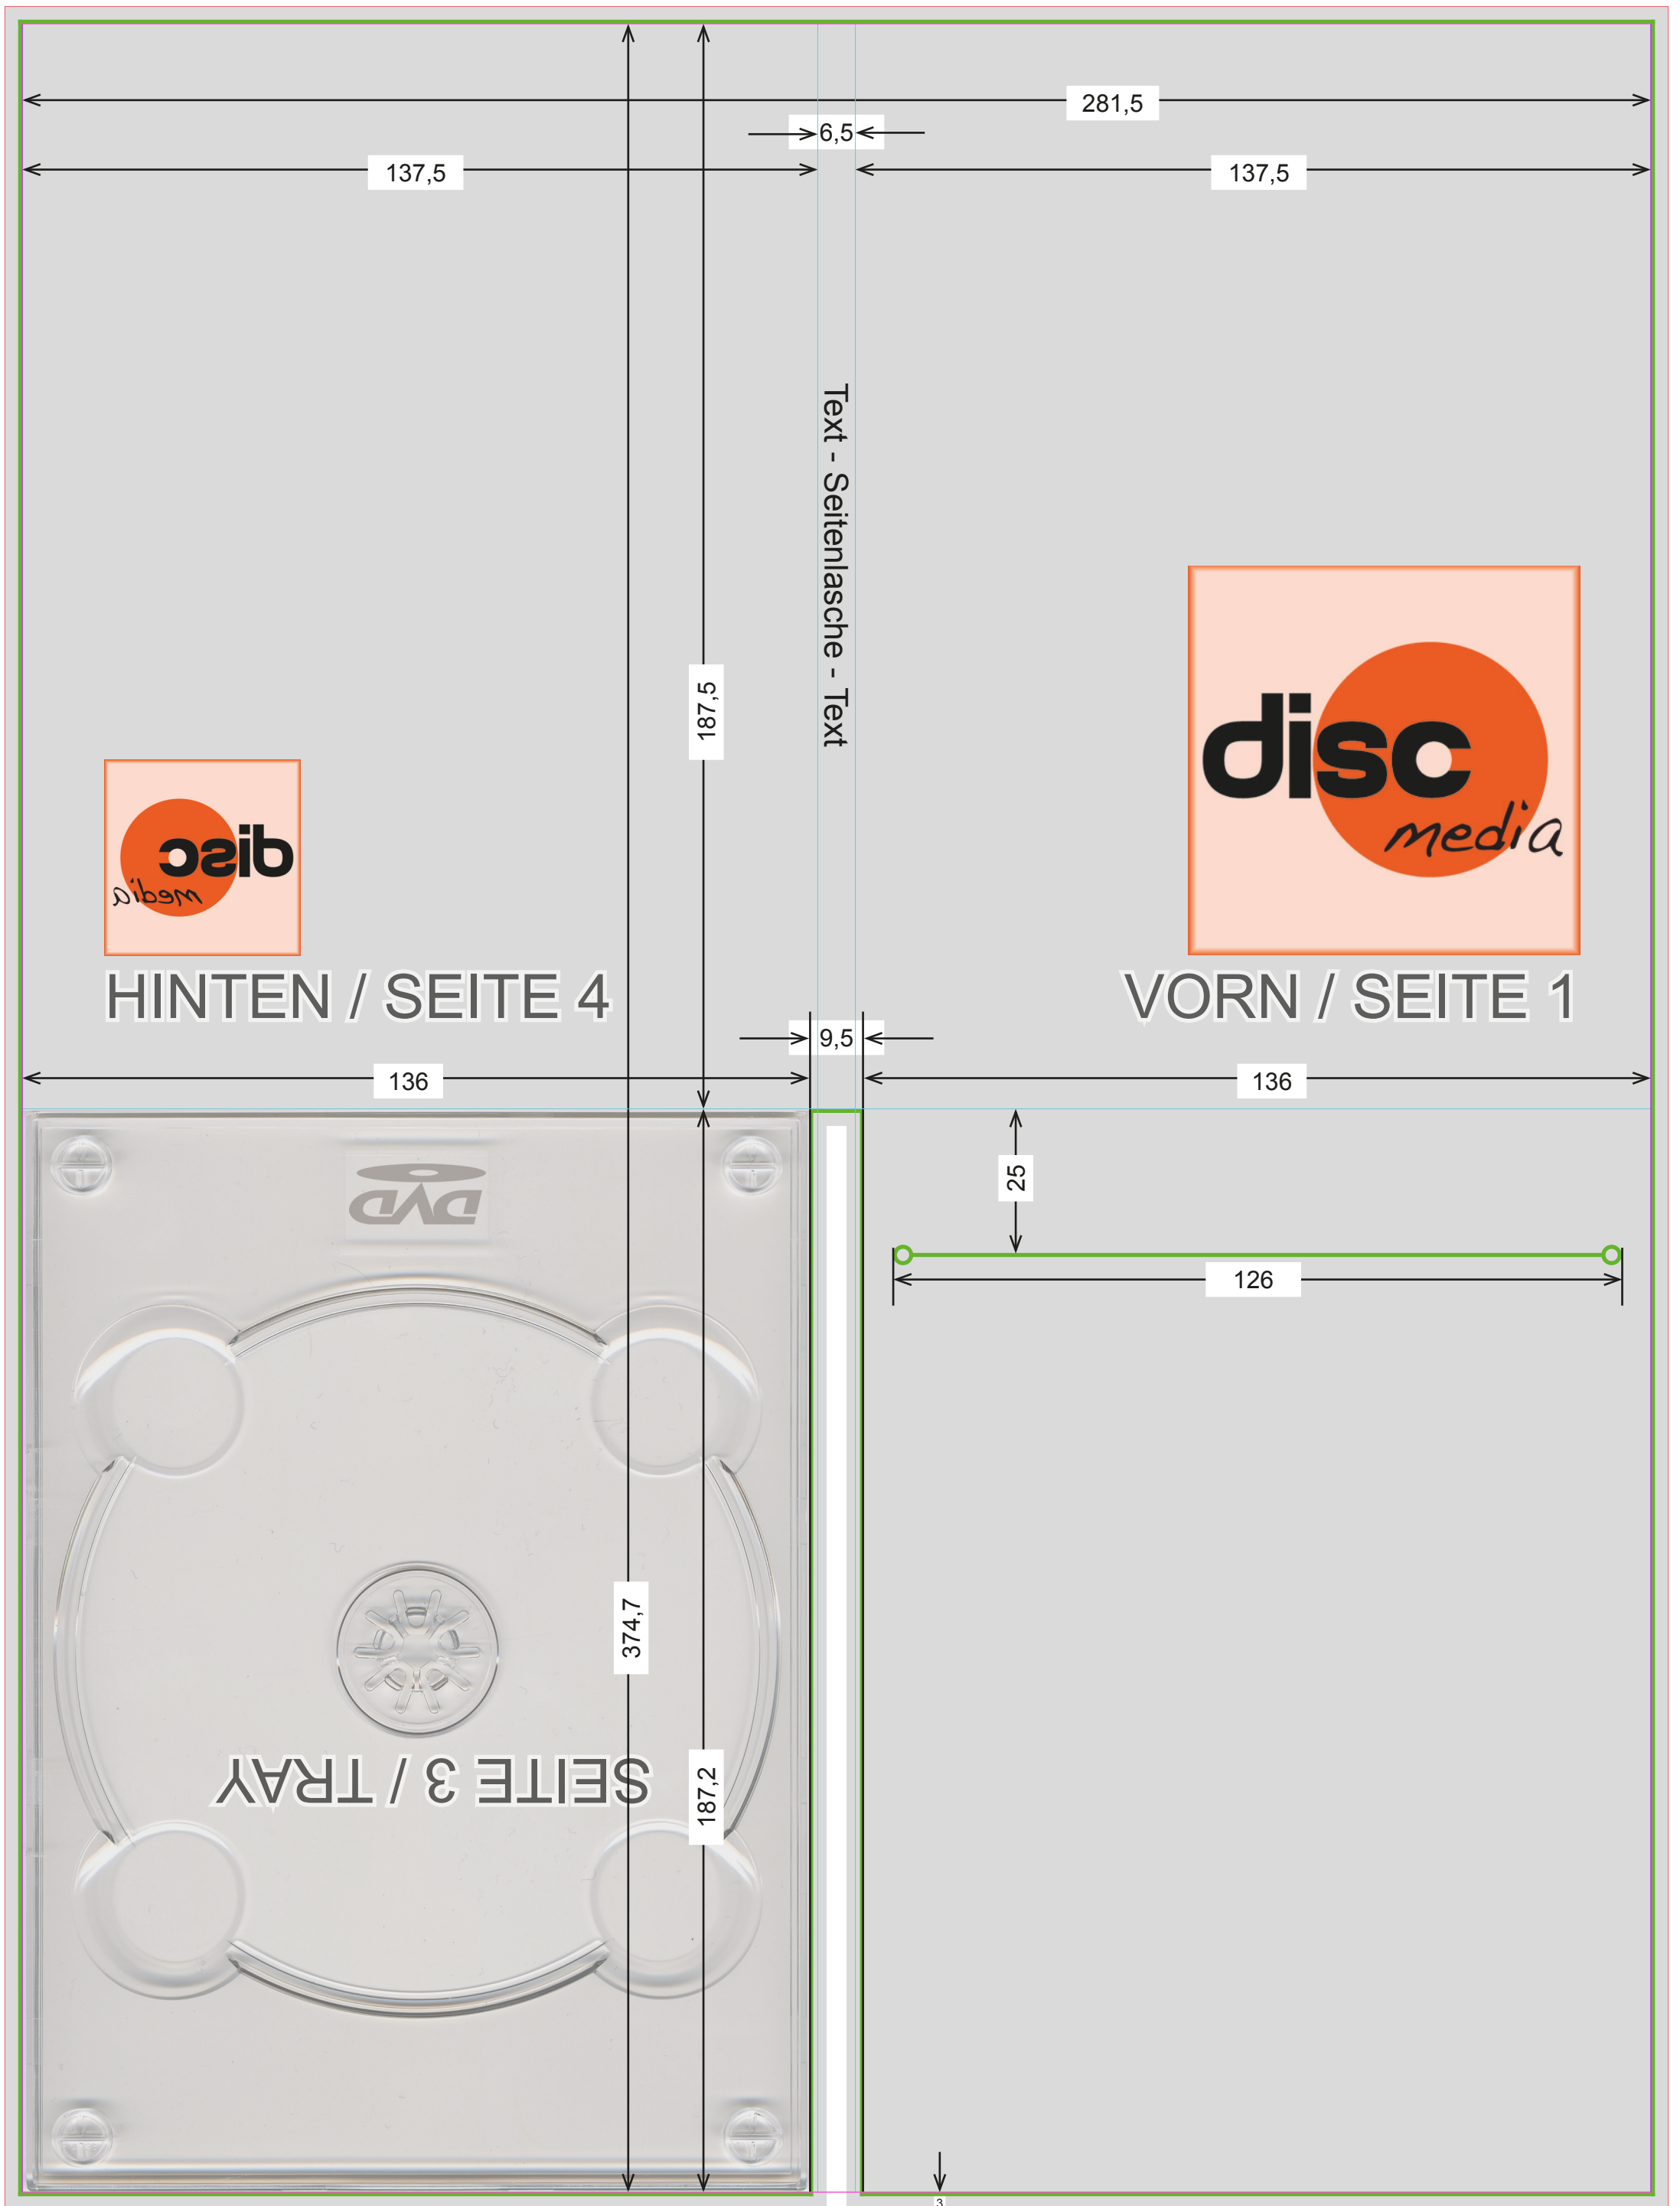 281,5
6,5
137,5
137,5
Text - Seitenlasche - Text
187,5
disc
media
disc
media
HINTEN / SEITE 4
VORN / SEITE 1
9,5
136
136
25
DVD
126
374,7
SEITE 3 / TRAY
187,2
3